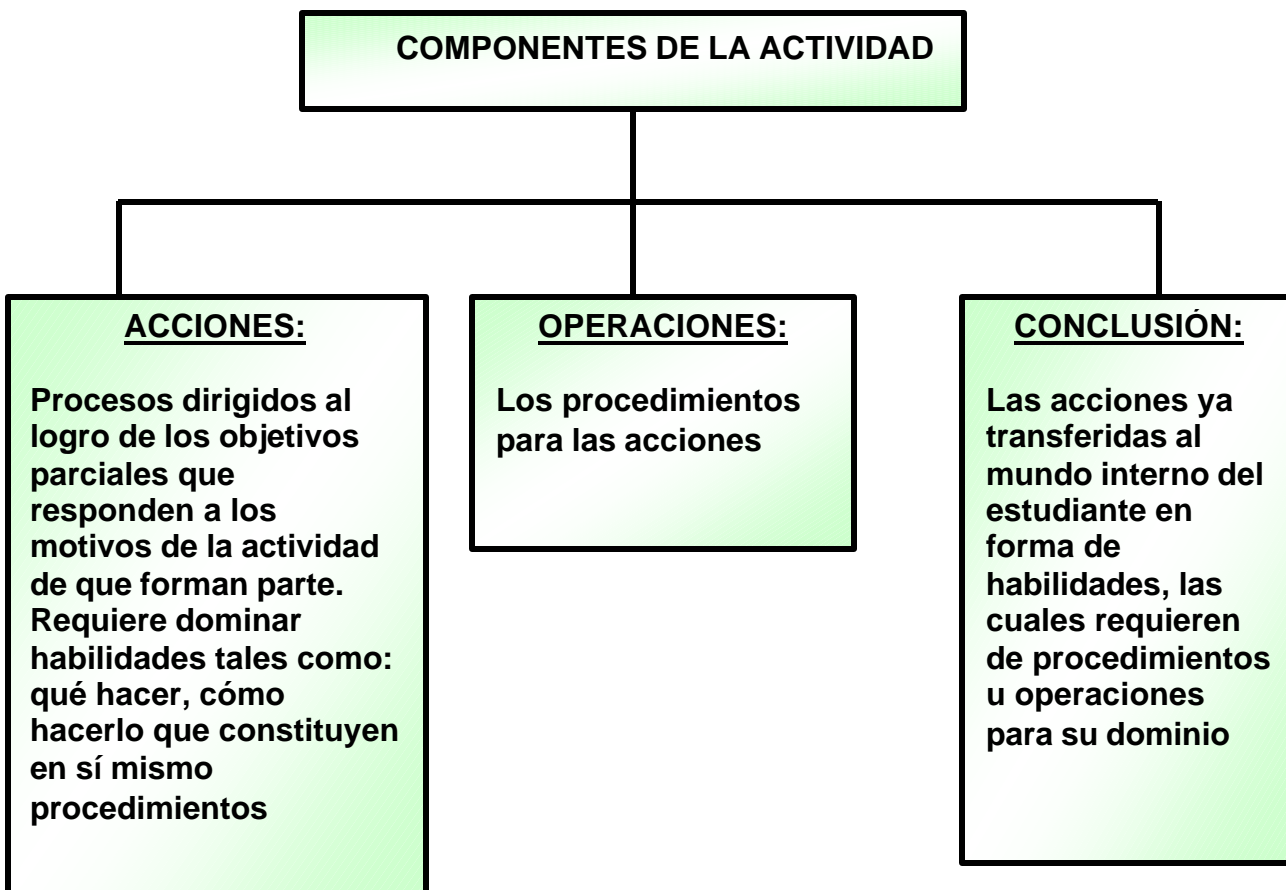 COMPONENTES DE LA ACTIVIDAD
ACCIONES:
Procesos dirigidos al
logro de los objetivos
parciales que
responden a los
motivos de la actividad
de que forman parte.
Requiere dominar
habilidades tales como:
qué hacer, cómo
hacerlo que constituyen
en sí mismo
procedimientos
OPERACIONES:
Los procedimientos
para las acciones
CONCLUSIÓN:
Las acciones ya
transferidas al
mundo interno del
estudiante en
forma de
habilidades, las
cuales requieren
de procedimientos
u operaciones
para su dominio